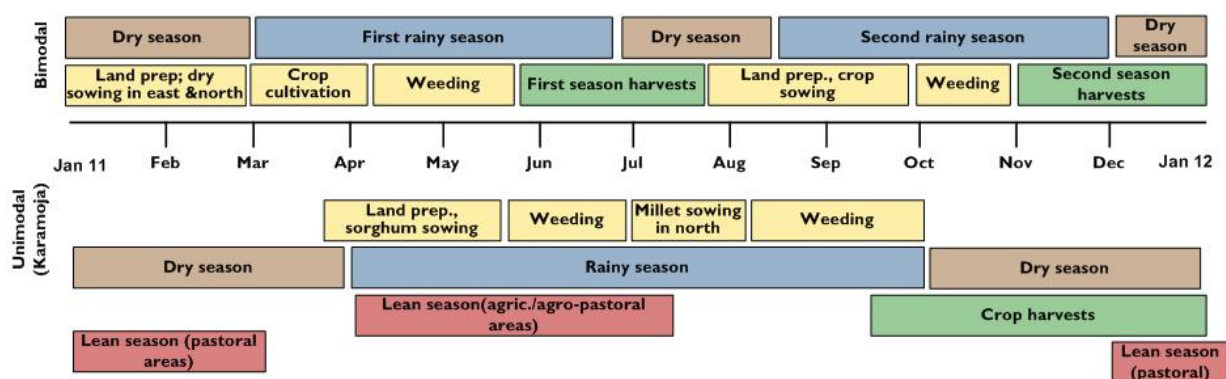 Bimodal
Dry season
First rainy season
Dry season
Second rainy season
Dry
season
Land prep; dry
sowing in east &north
Crop
cultivation
Weeding
First season harvests
Land prep., crop
sowing
Weeding
Second season
harvests
Jan 11
Feb
Mar
Apr
May
Jun
Jul
Aug
Sep
Oct
Nov
Dec
Jan 12
Unimodal
(Karamoja)
Land prep.,
sorghum sowing
Weeding
Millet sowing
in north
Weeding
Dry season
Rainy season
Dry season
Lean season(agric./agro-pastoral
areas)
Crop harvests
Lean season (pastoral
areas)
Lean season
(pastoral)